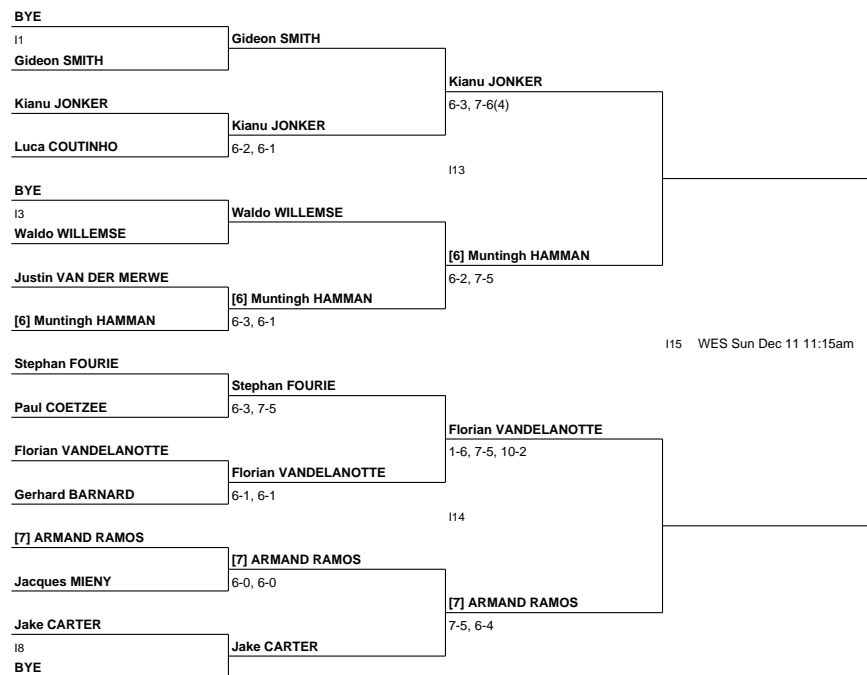 BYE
I1
Gideon SMITH
Gideon SMITH
Kianu JONKER
6-3, 7-6(4)
Kianu JONKER
Kianu JONKER
6-2, 6-1
Luca COUTINHO
I13
BYE
I3
Waldo WILLEMSE
Waldo WILLEMSE
[6] Muntingh HAMMAN
6-2, 7-5
Justin VAN DER MERWE
[6] Muntingh HAMMAN
6-3, 6-1
[6] Muntingh HAMMAN
I15 WES Sun Dec 11 11:15am
Stephan FOURIE
Stephan FOURIE
6-3, 7-5
Paul COETZEE
Florian VANDELANOTTE
1-6, 7-5, 10-2
Florian VANDELANOTTE
Florian VANDELANOTTE
6-1, 6-1
Gerhard BARNARD
I14
[7] ARMAND RAMOS
[7] ARMAND RAMOS
6-0, 6-0
Jacques MIENY
[7] ARMAND RAMOS
7-5, 6-4
Jake CARTER
I8
Jake CARTER
BYE